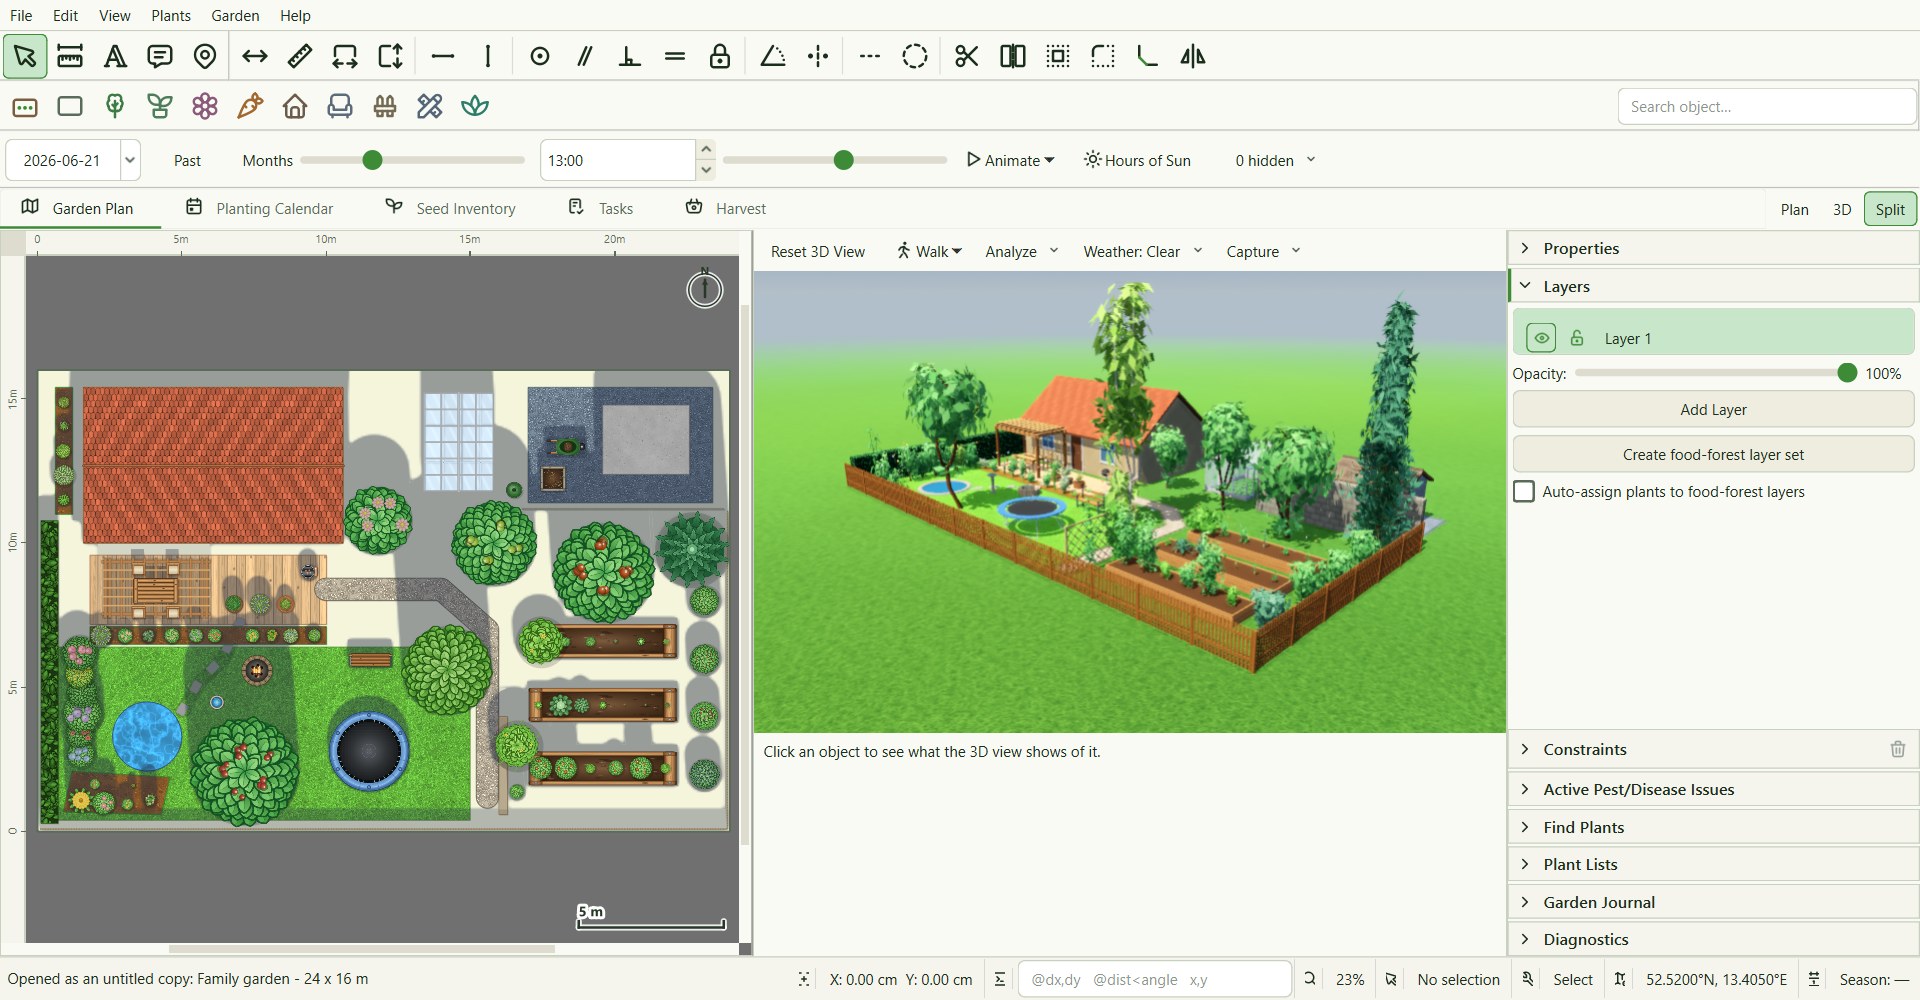 File Edit View Plants Garden Help
Search object...
2026-06-21 Past Months 13:00 Animate Hours of Sun 0 hidden
Garden Plan Planting Calendar Seed Inventory Tasks Harvest Plan 3D Split
0 5m 10m 15m 20m
Reset 3D View Walk Analyze Weather: Clear Capture
N
15m
10m
5m
0
5 m
Click an object to see what the 3D view shows of it.
Properties
Layers
Layer 1
Opacity: 100%
Add Layer
Create food-forest layer set
Auto-assign plants to food-forest layers
Constraints
Active Pest/Disease Issues
Find Plants
Plant Lists
Garden Journal
Diagnostics
Opened as an untitled copy: Family garden - 24 x 16 m X: 0.00 cm Y: 0.00 cm @dx,dy @dist<angle x,y 23% No selection Select 52.5200°N, 13.4050°E Season: —